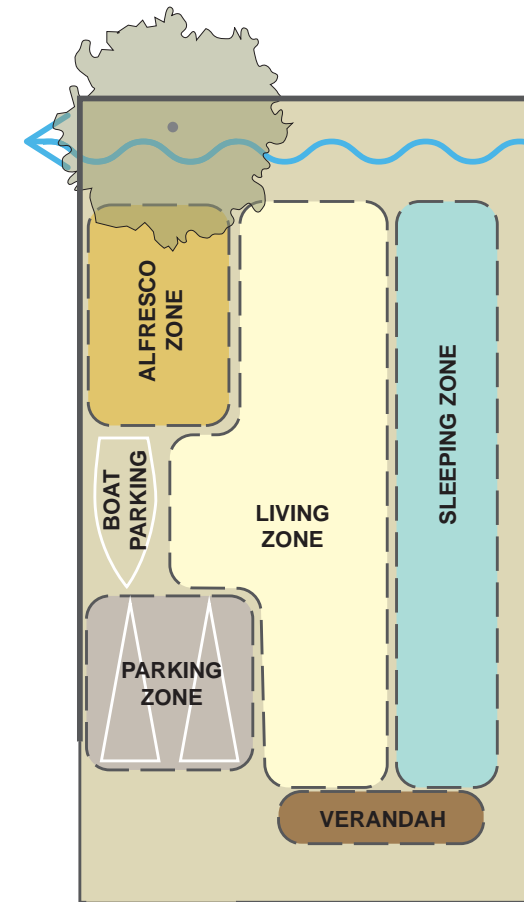 ALFRESCO
ZONE
BOAT
PARKING
LIVING
ZONE
SLEEPING ZONE
PARKING
ZONE
VERANDAH